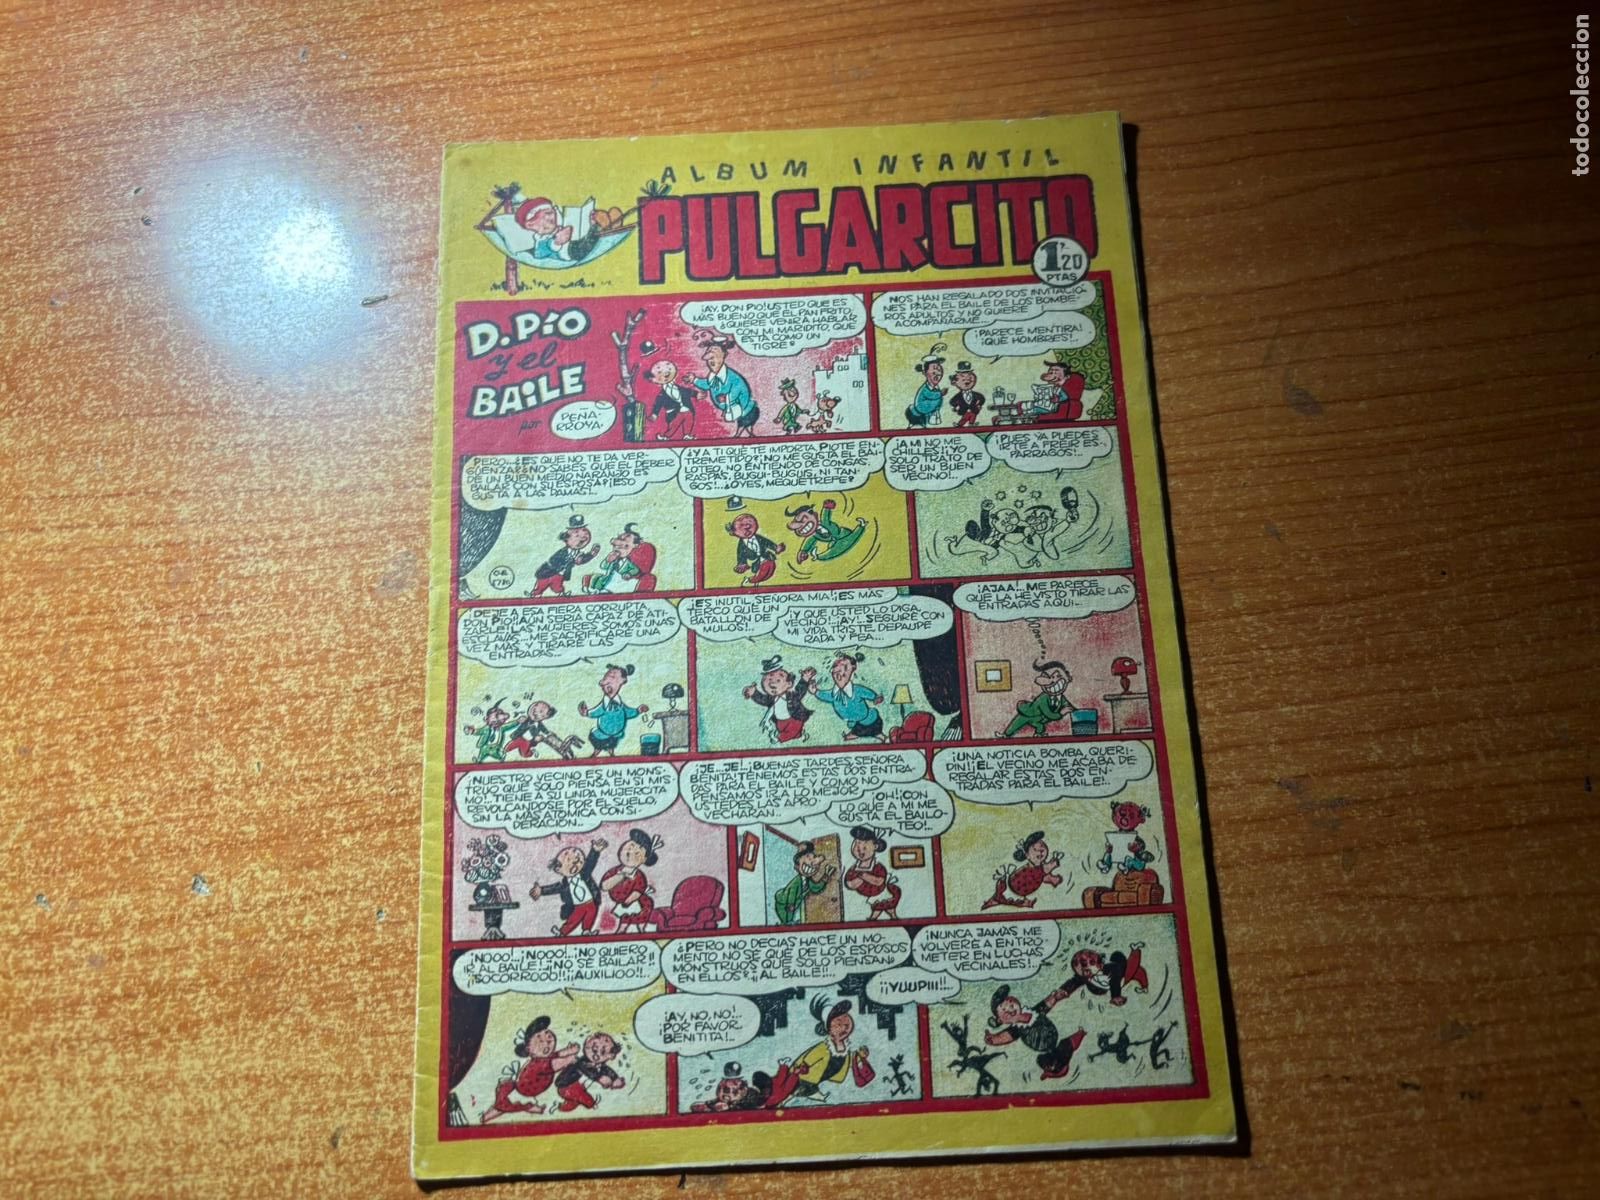 ALBUM INFANTIL
PULGARCITO
1'20
PTAS
D. Pío
y el
BAiLE
por
PEÑA-
RROYA.
¡AY, DON PIO! USTED QUE ES
MAS BUENO QUE EL PAN FRITO,
¿QUIERE VENIR A HABLAR
CON MI MARIDITO, QUE
ESTA COMO UN
TIGRE?
NOS HAN REGALADO DOS INVITACIO-
NES PARA EL BAILE DE LOS BOMBE-
ROS ADULTOS Y NO QUIERE
ACOMPAÑARME...
¡PARECE MENTIRA!
¡QUE HOMBRES!..
PERO...¿ES QUE NO TE DA VER-
GÜENZA? ¿NO SABES QUE EL DEBER
DE UN BUEN MEDIO NARANJO ES
BAILAR CON SU ESPOSA? ¡ESO
GUSTA A LAS DAMAS!..
¿Y A TI QUE TE IMPORTA, PIOTE EN-
TREMETIDO? ¡NO ME GUSTA EL BAI-
LOTEO, NO ENTIENDO DE CONGAS,
RASPAS, BUGUI-BUGUIS, NI TAN-
GOS!.. ¿OYES, MEQUETREFE?
¡A MI NO ME
CHILLES! ¡YO
SOLO TRATO DE
SER UN BUEN
VECINO!..
¡PUES YA PUEDES
IRTE A FREIR ES-
PARRAGOS!..
DEJE A ESA FIERA CORRUPTA,
DON PIO! ¡AUN SERIA CAPAZ DE ATI-
ZARLE! ¡LAS MUJERES SOMOS UNAS
ESCLAVAS... ME SACRIFICARE UNA
VEZ MAS Y TIRARE LAS
ENTRADAS...
¡ES INUTIL, SEÑORA MIA! ¡ES MAS
TERCO QUE UN
BATALLON DE
MULOS!..
¡Y QUE USTED LO DIGA,
VECINO!.. ¡AY!.. SEGUIRE CON
MI VIDA TRISTE, DEPAUPE
RADA Y FEA...
¡AJAA!.. ME PARECE
QUE LA HE VISTO TIRAR LAS
ENTRADAS AQUI...
¡NUESTRO VECINO ES UN MONS-
TRUO QUE SOLO PIENSA EN SI MIS-
MO!.. TIENE A SU LINDA MUJERCITA
REVOLCANDOSE POR EL SUELO,
SIN LA MAS ATOMICA CONSI-
DERACION..
¡JE...JE!.. ¡BUENAS TARDES, SEÑORA
BENITA! TENEMOS ESTAS DOS ENTRA-
DAS PARA EL BAILE Y COMO NO
PENSAMOS IR A LO MEJOR
USTEDES LAS APRO-
VECHARAN..
¡OH! ¡CON
LO QUE A MI ME
GUSTA EL BAILO-
TEO!..
¡UNA NOTICIA BOMBA, QUERI-
DIN! ¡EL VECINO ME ACABA DE
REGALAR ESTAS DOS EN-
TRADAS PARA EL BAILE!..
¡NOOO!.. ¡NOOO!.. ¡NO QUIERO
IR AL BAILE! ¡NO SE BAILAR!!
¡SOCORROOO!! ¡¡AUXILIOO!!..
¿PERO NO DECIAS HACE UN MO-
MENTO NO SE QUE DE LOS ESPOSOS
MONSTRUOS QUE SOLO PIENSAN
EN ELLOS? ¡¡AL BAILE!!..
¡AY, NO, NO!..
¡POR FAVOR,
BENITITA!..
¡NUNCA JAMAS ME
VOLVERE A ENTRO-
METER EN LUCHAS
VECINALES!..
¡¡YUUPIII!!..
todocoleccion